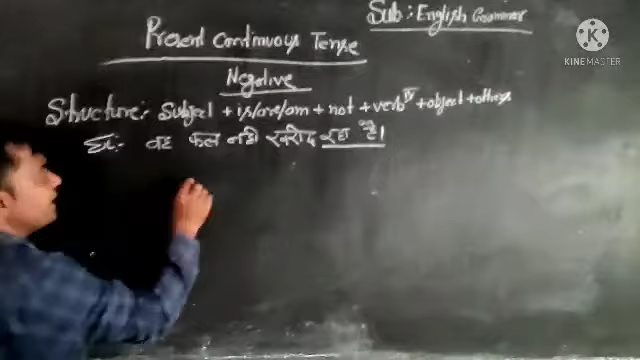 Sub : English Grammar
Present Continuous Tense
Negative
Structure: Subject + is/are/am + not + verb IV + object + others
Ex:- वह फल नही खरीद रहा है।
KINEMASTER